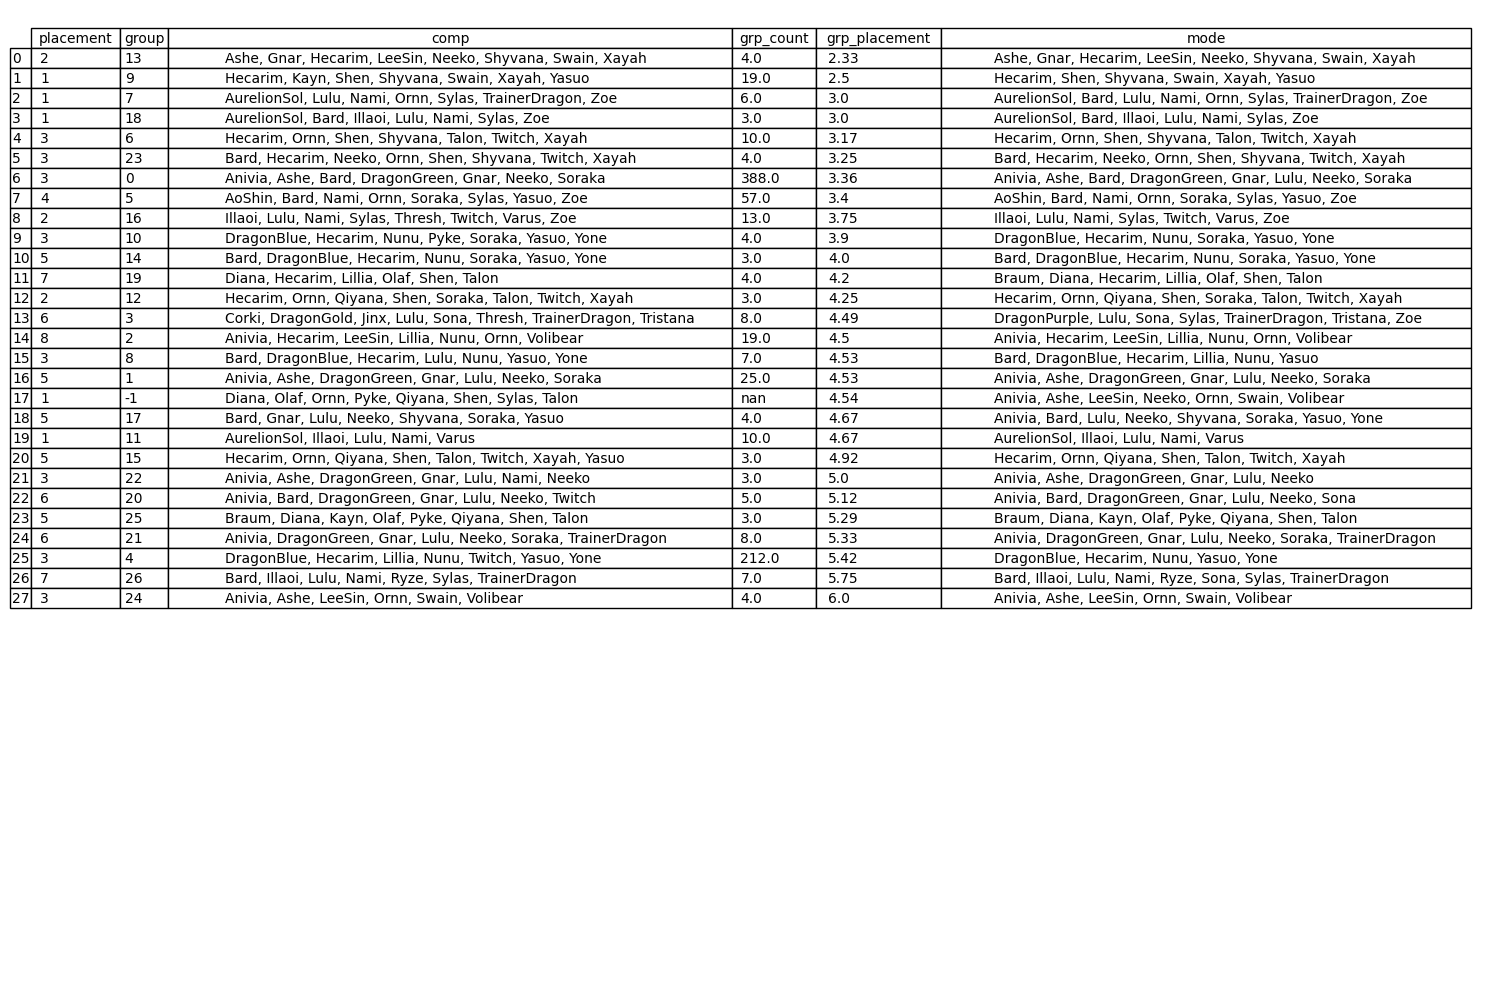 placement group comp grp_count grp_placement mode
0 2 13 Ashe, Gnar, Hecarim, LeeSin, Neeko, Shyvana, Swain, Xayah 4.0 2.33 Ashe, Gnar, Hecarim, LeeSin, Neeko, Shyvana, Swain, Xayah
1 1 9 Hecarim, Kayn, Shen, Shyvana, Swain, Xayah, Yasuo 19.0 2.5 Hecarim, Shen, Shyvana, Swain, Xayah, Yasuo
2 1 7 AurelionSol, Lulu, Nami, Ornn, Sylas, TrainerDragon, Zoe 6.0 3.0 AurelionSol, Bard, Lulu, Nami, Ornn, Sylas, TrainerDragon, Zoe
3 1 18 AurelionSol, Bard, Illaoi, Lulu, Nami, Sylas, Zoe 3.0 3.0 AurelionSol, Bard, Illaoi, Lulu, Nami, Sylas, Zoe
4 3 6 Hecarim, Ornn, Shen, Shyvana, Talon, Twitch, Xayah 10.0 3.17 Hecarim, Ornn, Shen, Shyvana, Talon, Twitch, Xayah
5 3 23 Bard, Hecarim, Neeko, Ornn, Shen, Shyvana, Twitch, Xayah 4.0 3.25 Bard, Hecarim, Neeko, Ornn, Shen, Shyvana, Twitch, Xayah
6 3 0 Anivia, Ashe, Bard, DragonGreen, Gnar, Neeko, Soraka 388.0 3.36 Anivia, Ashe, Bard, DragonGreen, Gnar, Lulu, Neeko, Soraka
7 4 5 AoShin, Bard, Nami, Ornn, Soraka, Sylas, Yasuo, Zoe 57.0 3.4 AoShin, Bard, Nami, Ornn, Soraka, Sylas, Yasuo, Zoe
8 2 16 Illaoi, Lulu, Nami, Sylas, Thresh, Twitch, Varus, Zoe 13.0 3.75 Illaoi, Lulu, Nami, Sylas, Twitch, Varus, Zoe
9 3 10 DragonBlue, Hecarim, Nunu, Pyke, Soraka, Yasuo, Yone 4.0 3.9 DragonBlue, Hecarim, Nunu, Soraka, Yasuo, Yone
10 5 14 Bard, DragonBlue, Hecarim, Nunu, Soraka, Yasuo, Yone 3.0 4.0 Bard, DragonBlue, Hecarim, Nunu, Soraka, Yasuo, Yone
11 7 19 Diana, Hecarim, Lillia, Olaf, Shen, Talon 4.0 4.2 Braum, Diana, Hecarim, Lillia, Olaf, Shen, Talon
12 2 12 Hecarim, Ornn, Qiyana, Shen, Soraka, Talon, Twitch, Xayah 3.0 4.25 Hecarim, Ornn, Qiyana, Shen, Soraka, Talon, Twitch, Xayah
13 6 3 Corki, DragonGold, Jinx, Lulu, Sona, Thresh, TrainerDragon, Tristana 8.0 4.49 DragonPurple, Lulu, Sona, Sylas, TrainerDragon, Tristana, Zoe
14 8 2 Anivia, Hecarim, LeeSin, Lillia, Nunu, Ornn, Volibear 19.0 4.5 Anivia, Hecarim, LeeSin, Lillia, Nunu, Ornn, Volibear
15 3 8 Bard, DragonBlue, Hecarim, Lulu, Nunu, Yasuo, Yone 7.0 4.53 Bard, DragonBlue, Hecarim, Lillia, Nunu, Yasuo
16 5 1 Anivia, Ashe, DragonGreen, Gnar, Lulu, Neeko, Soraka 25.0 4.53 Anivia, Ashe, DragonGreen, Gnar, Lulu, Neeko, Soraka
17 1 -1 Diana, Olaf, Ornn, Pyke, Qiyana, Shen, Sylas, Talon nan 4.54 Anivia, Ashe, LeeSin, Neeko, Ornn, Swain, Volibear
18 5 17 Bard, Gnar, Lulu, Neeko, Shyvana, Soraka, Yasuo 4.0 4.67 Anivia, Bard, Lulu, Neeko, Shyvana, Soraka, Yasuo, Yone
19 1 11 AurelionSol, Illaoi, Lulu, Nami, Varus 10.0 4.67 AurelionSol, Illaoi, Lulu, Nami, Varus
20 5 15 Hecarim, Ornn, Qiyana, Shen, Talon, Twitch, Xayah, Yasuo 3.0 4.92 Hecarim, Ornn, Qiyana, Shen, Talon, Twitch, Xayah
21 3 22 Anivia, Ashe, DragonGreen, Gnar, Lulu, Nami, Neeko 3.0 5.0 Anivia, Ashe, DragonGreen, Gnar, Lulu, Neeko
22 6 20 Anivia, Bard, DragonGreen, Gnar, Lulu, Neeko, Twitch 5.0 5.12 Anivia, Bard, DragonGreen, Gnar, Lulu, Neeko, Sona
23 5 25 Braum, Diana, Kayn, Olaf, Pyke, Qiyana, Shen, Talon 3.0 5.29 Braum, Diana, Kayn, Olaf, Pyke, Qiyana, Shen, Talon
24 6 21 Anivia, DragonGreen, Gnar, Lulu, Neeko, Soraka, TrainerDragon 8.0 5.33 Anivia, DragonGreen, Gnar, Lulu, Neeko, Soraka, TrainerDragon
25 3 4 DragonBlue, Hecarim, Lillia, Nunu, Twitch, Yasuo, Yone 212.0 5.42 DragonBlue, Hecarim, Nunu, Yasuo, Yone
26 7 26 Bard, Illaoi, Lulu, Nami, Ryze, Sylas, TrainerDragon 7.0 5.75 Bard, Illaoi, Lulu, Nami, Ryze, Sona, Sylas, TrainerDragon
27 3 24 Anivia, Ashe, LeeSin, Ornn, Swain, Volibear 4.0 6.0 Anivia, Ashe, LeeSin, Ornn, Swain, Volibear